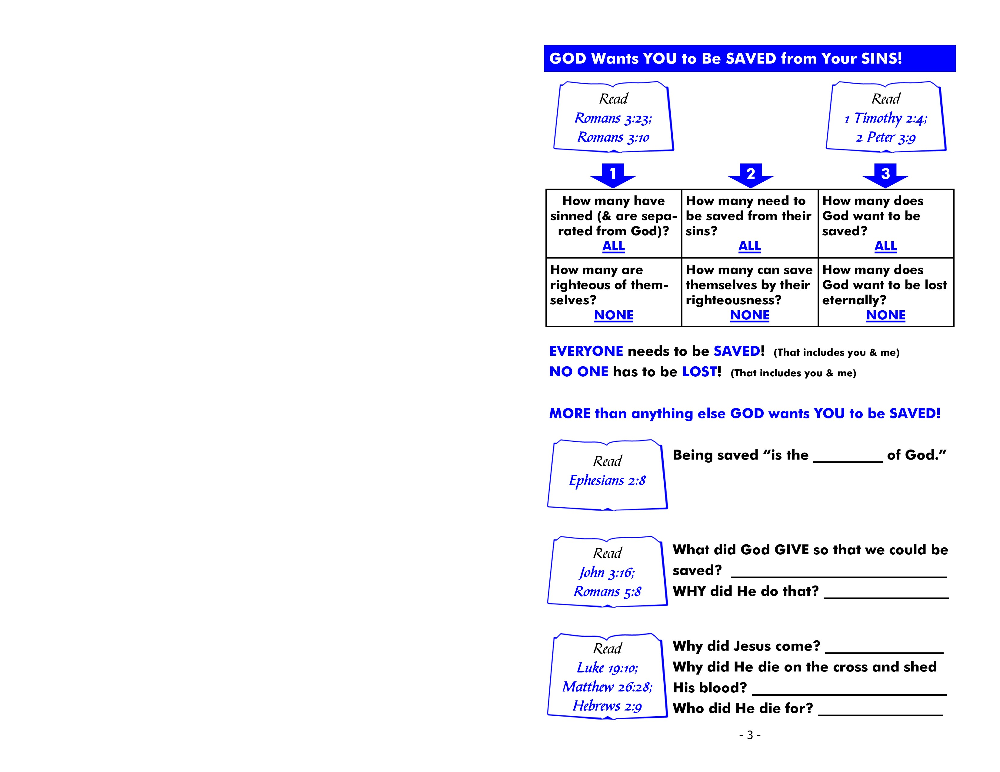 GOD Wants YOU to Be SAVED from Your SINS!
Read
Romans 3:23;
Romans 3:10
Read
1 Timothy 2:4;
2 Peter 3:9
1
2
3
How many have
sinned (& are sepa-
rated from God)?
ALL
How many need to
be saved from their
sins?
ALL
How many does
God want to be
saved?
ALL
How many are
righteous of them-
selves?
NONE
How many can save
themselves by their
righteousness?
NONE
How many does
God want to be lost
eternally?
NONE
EVERYONE needs to be SAVED! (That includes you & me)
NO ONE has to be LOST! (That includes you & me)
MORE than anything else GOD wants YOU to be SAVED!
Read
Ephesians 2:8
Being saved “is the __________ of God.”
Read
John 3:16;
Romans 5:8
What did God GIVE so that we could be
saved? ______________________________
WHY did He do that? __________________
Read
Luke 19:10;
Matthew 26:28;
Hebrews 2:9
Why did Jesus come? _________________
Why did He die on the cross and shed
His blood? ____________________________
Who did He die for? __________________
- 3 -